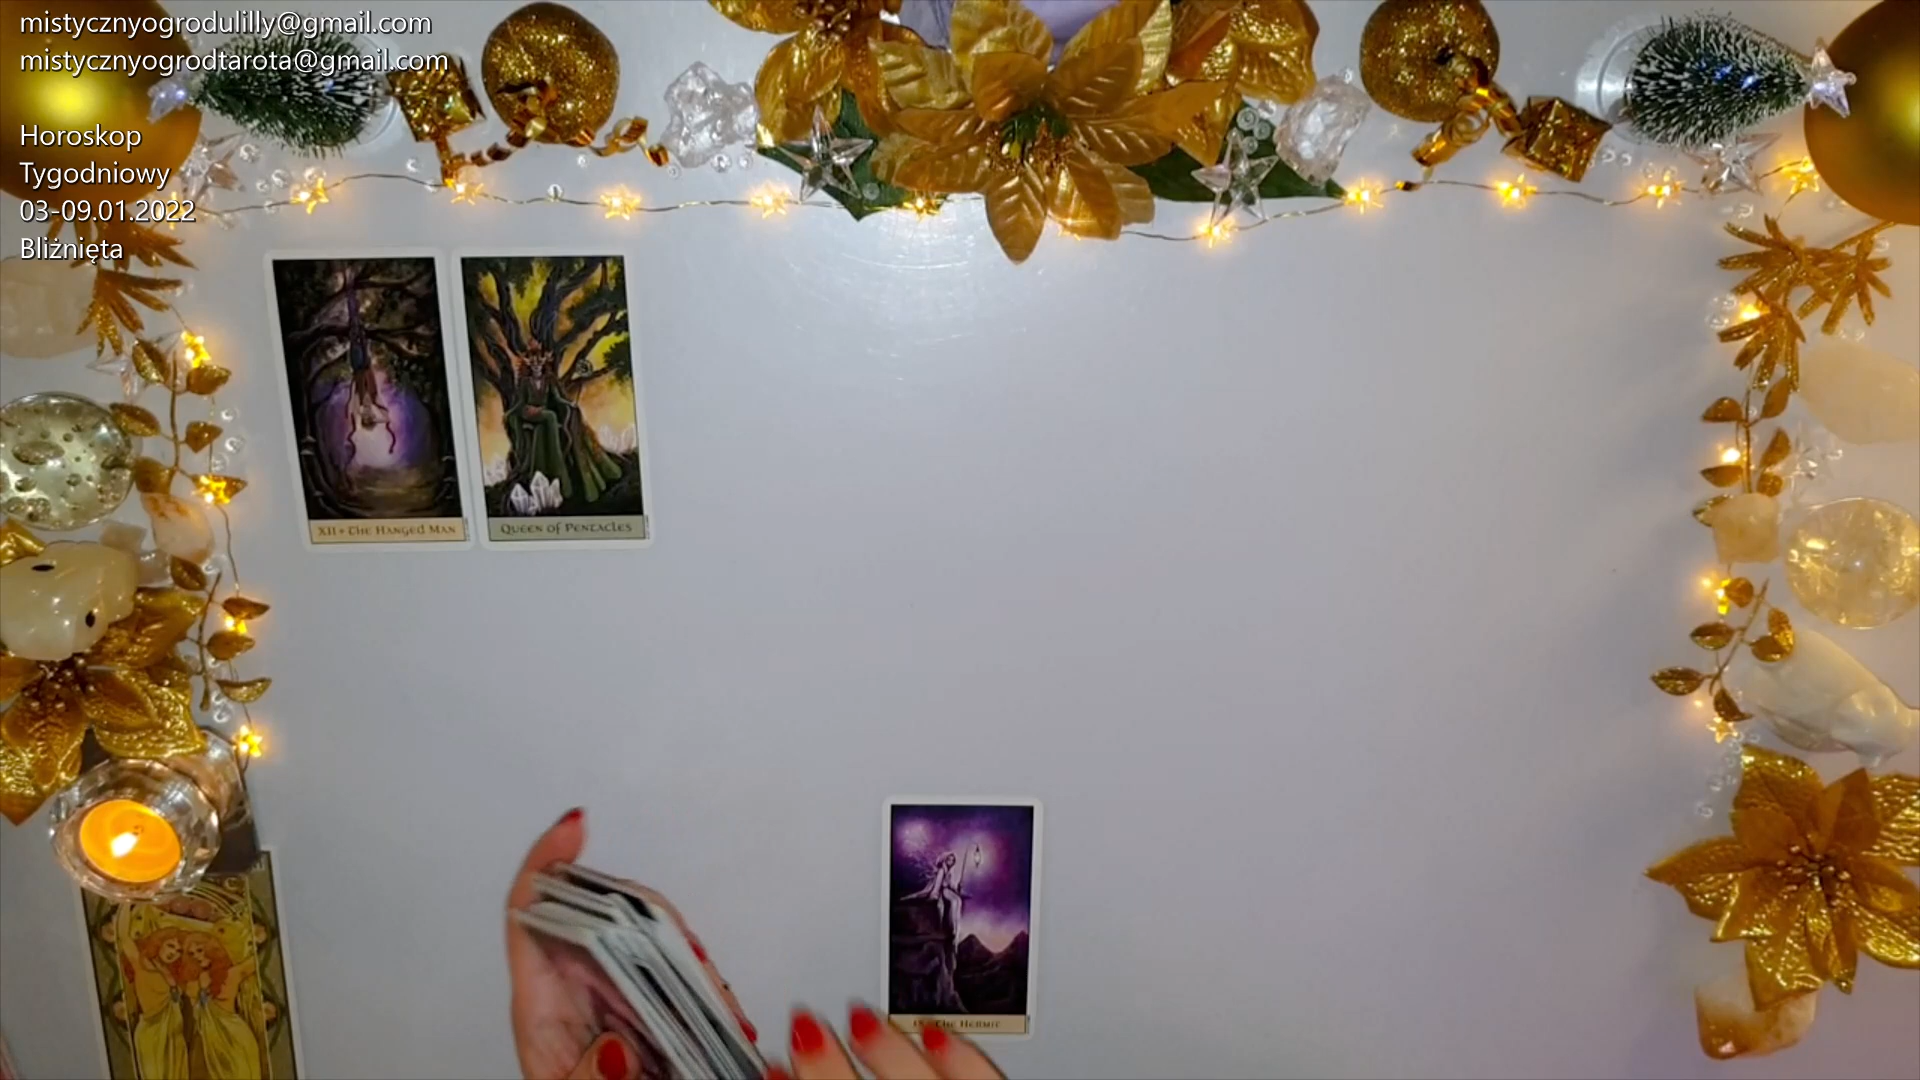 mistycznyogrodulilly@gmail.com
mistycznyogrodtarota@gmail.com
Horoskop
Tygodniowy
03-09.01.2022
Bliźnięta
XII • The Hanged Man
Queen of Pentacles
IX • The Hermit